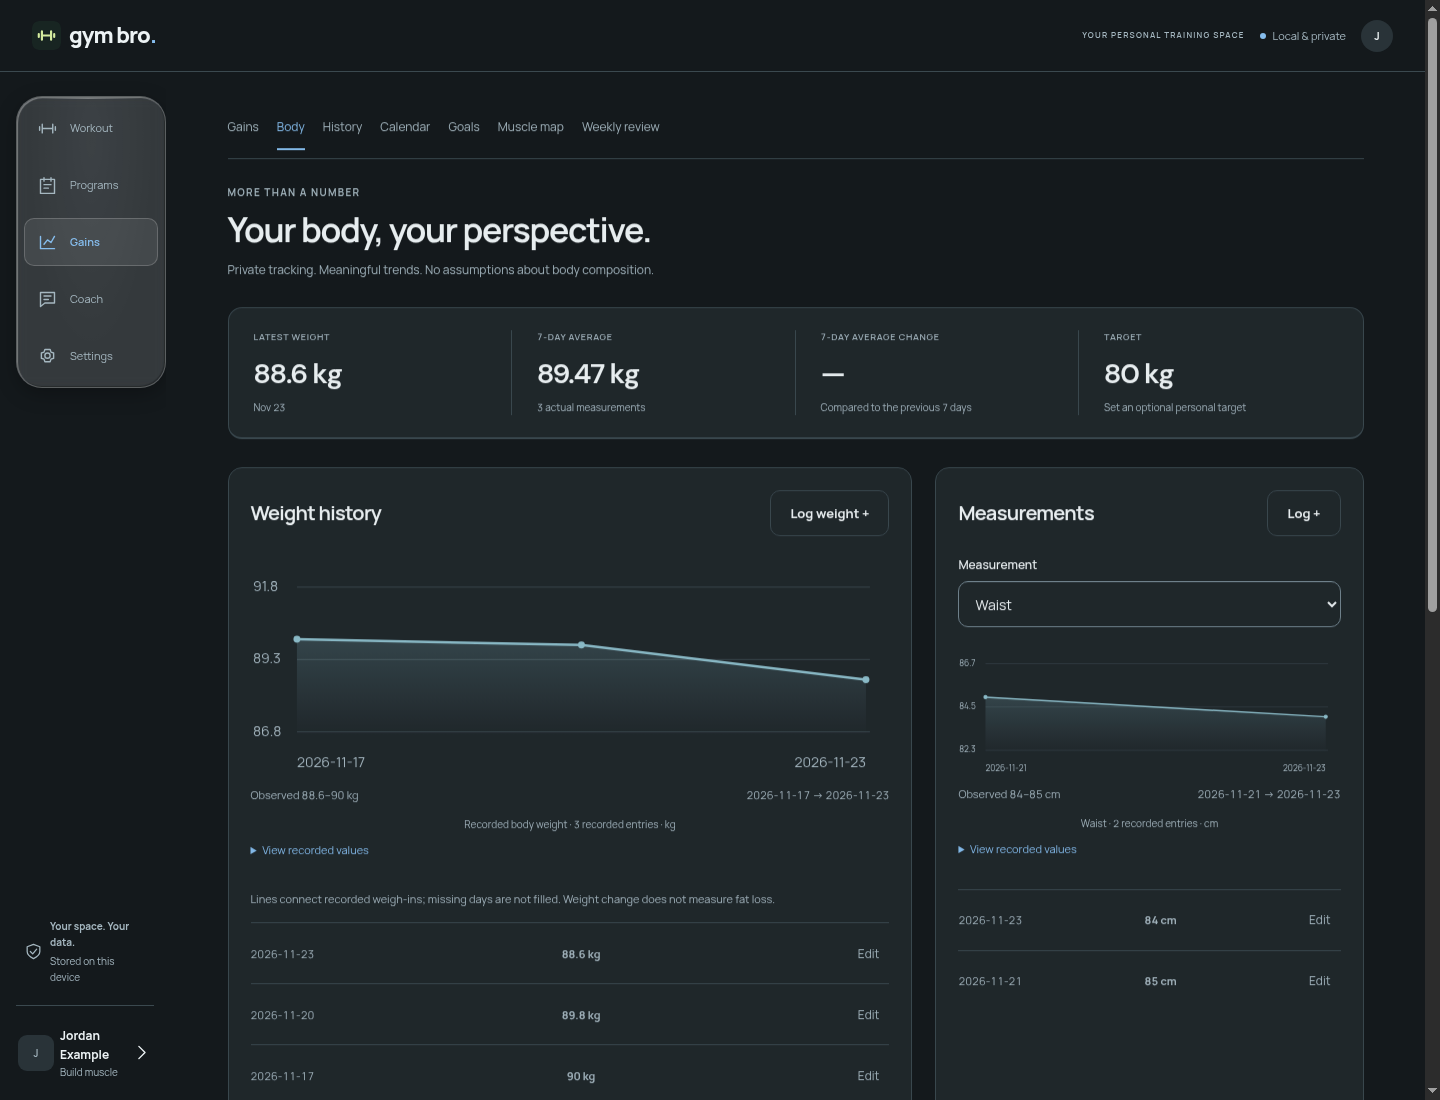 gym bro.
YOUR PERSONAL TRAINING SPACE
Local & private
J
Workout
Programs
Gains
Coach
Settings
Your space. Your
data.
Stored on this
device
J
Jordan
Example
Build muscle
Gains
Body
History
Calendar
Goals
Muscle map
Weekly review
MORE THAN A NUMBER
Your body, your perspective.
Private tracking. Meaningful trends. No assumptions about body composition.
LATEST WEIGHT
88.6 kg
Nov 23
7-DAY AVERAGE
89.47 kg
3 actual measurements
7-DAY AVERAGE CHANGE
—
Compared to the previous 7 days
TARGET
80 kg
Set an optional personal target
Weight history
Log weight +
91.8
89.3
86.8
2026-11-17
2026-11-23
Observed 88.6–90 kg
2026-11-17 → 2026-11-23
Recorded body weight · 3 recorded entries · kg
View recorded values
Lines connect recorded weigh-ins; missing days are not filled. Weight change does not measure fat loss.
2026-11-23 88.6 kg Edit
2026-11-20 89.8 kg Edit
2026-11-17 90 kg Edit
Measurements
Log +
Measurement
Waist
86.7
84.5
82.3
2026-11-21
2026-11-23
Observed 84–85 cm
2026-11-21 → 2026-11-23
Waist · 2 recorded entries · cm
View recorded values
2026-11-23 84 cm Edit
2026-11-21 85 cm Edit